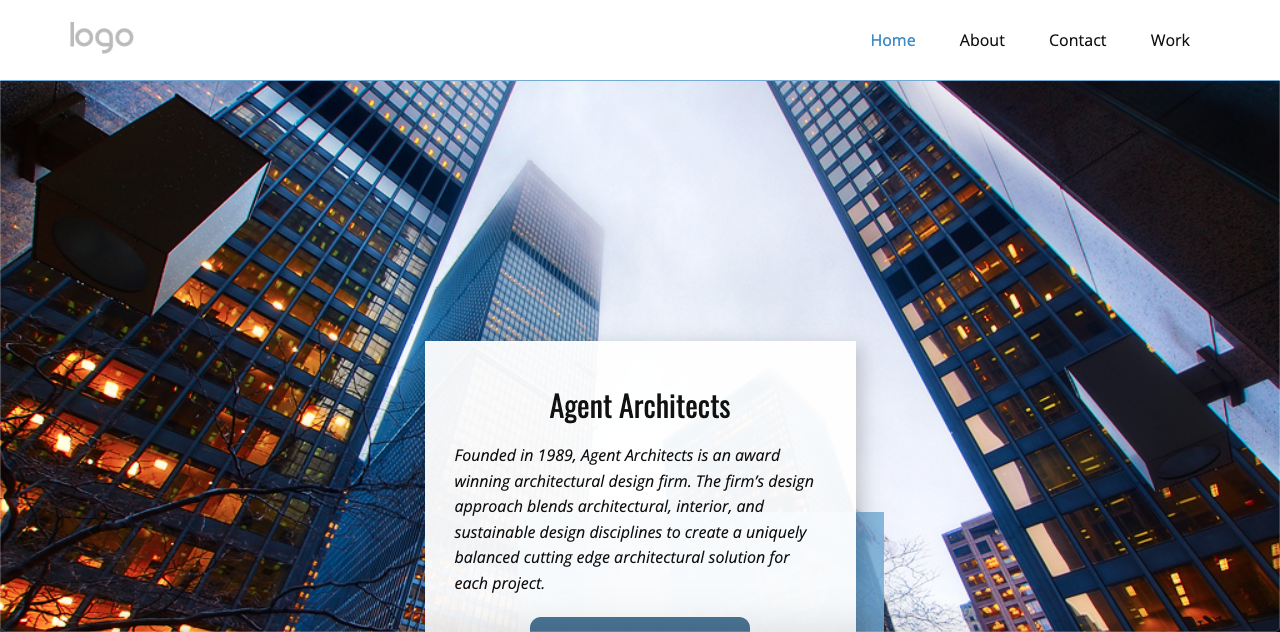 logo
Home About Contact Work
Agent Architects
Founded in 1989, Agent Architects is an award
winning architectural design firm. The firm’s design
approach blends architectural, interior, and
sustainable design disciplines to create a uniquely
balanced cutting edge architectural solution for
each project.